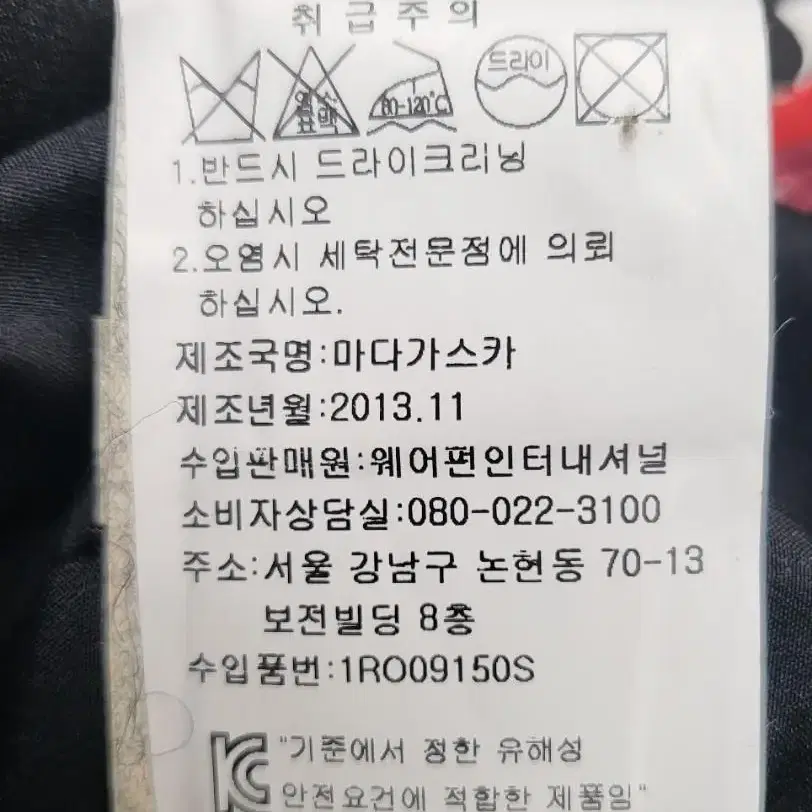 취급주의
염소
표백
80-120℃
드라이
1.반드시 드라이크리닝
하십시오
2.오염시 세탁전문점에 의뢰
하십시오.
제조국명:마다가스카
제조년월:2013.11
수입판매원:웨어펀인터내셔널
소비자상담실:080-022-3100
주소:서울 강남구 논현동 70-13
보전빌딩 8층
수입품번:1RO09150S
"기준에서 정한 유해성
안전요건에 적합한 제품임"